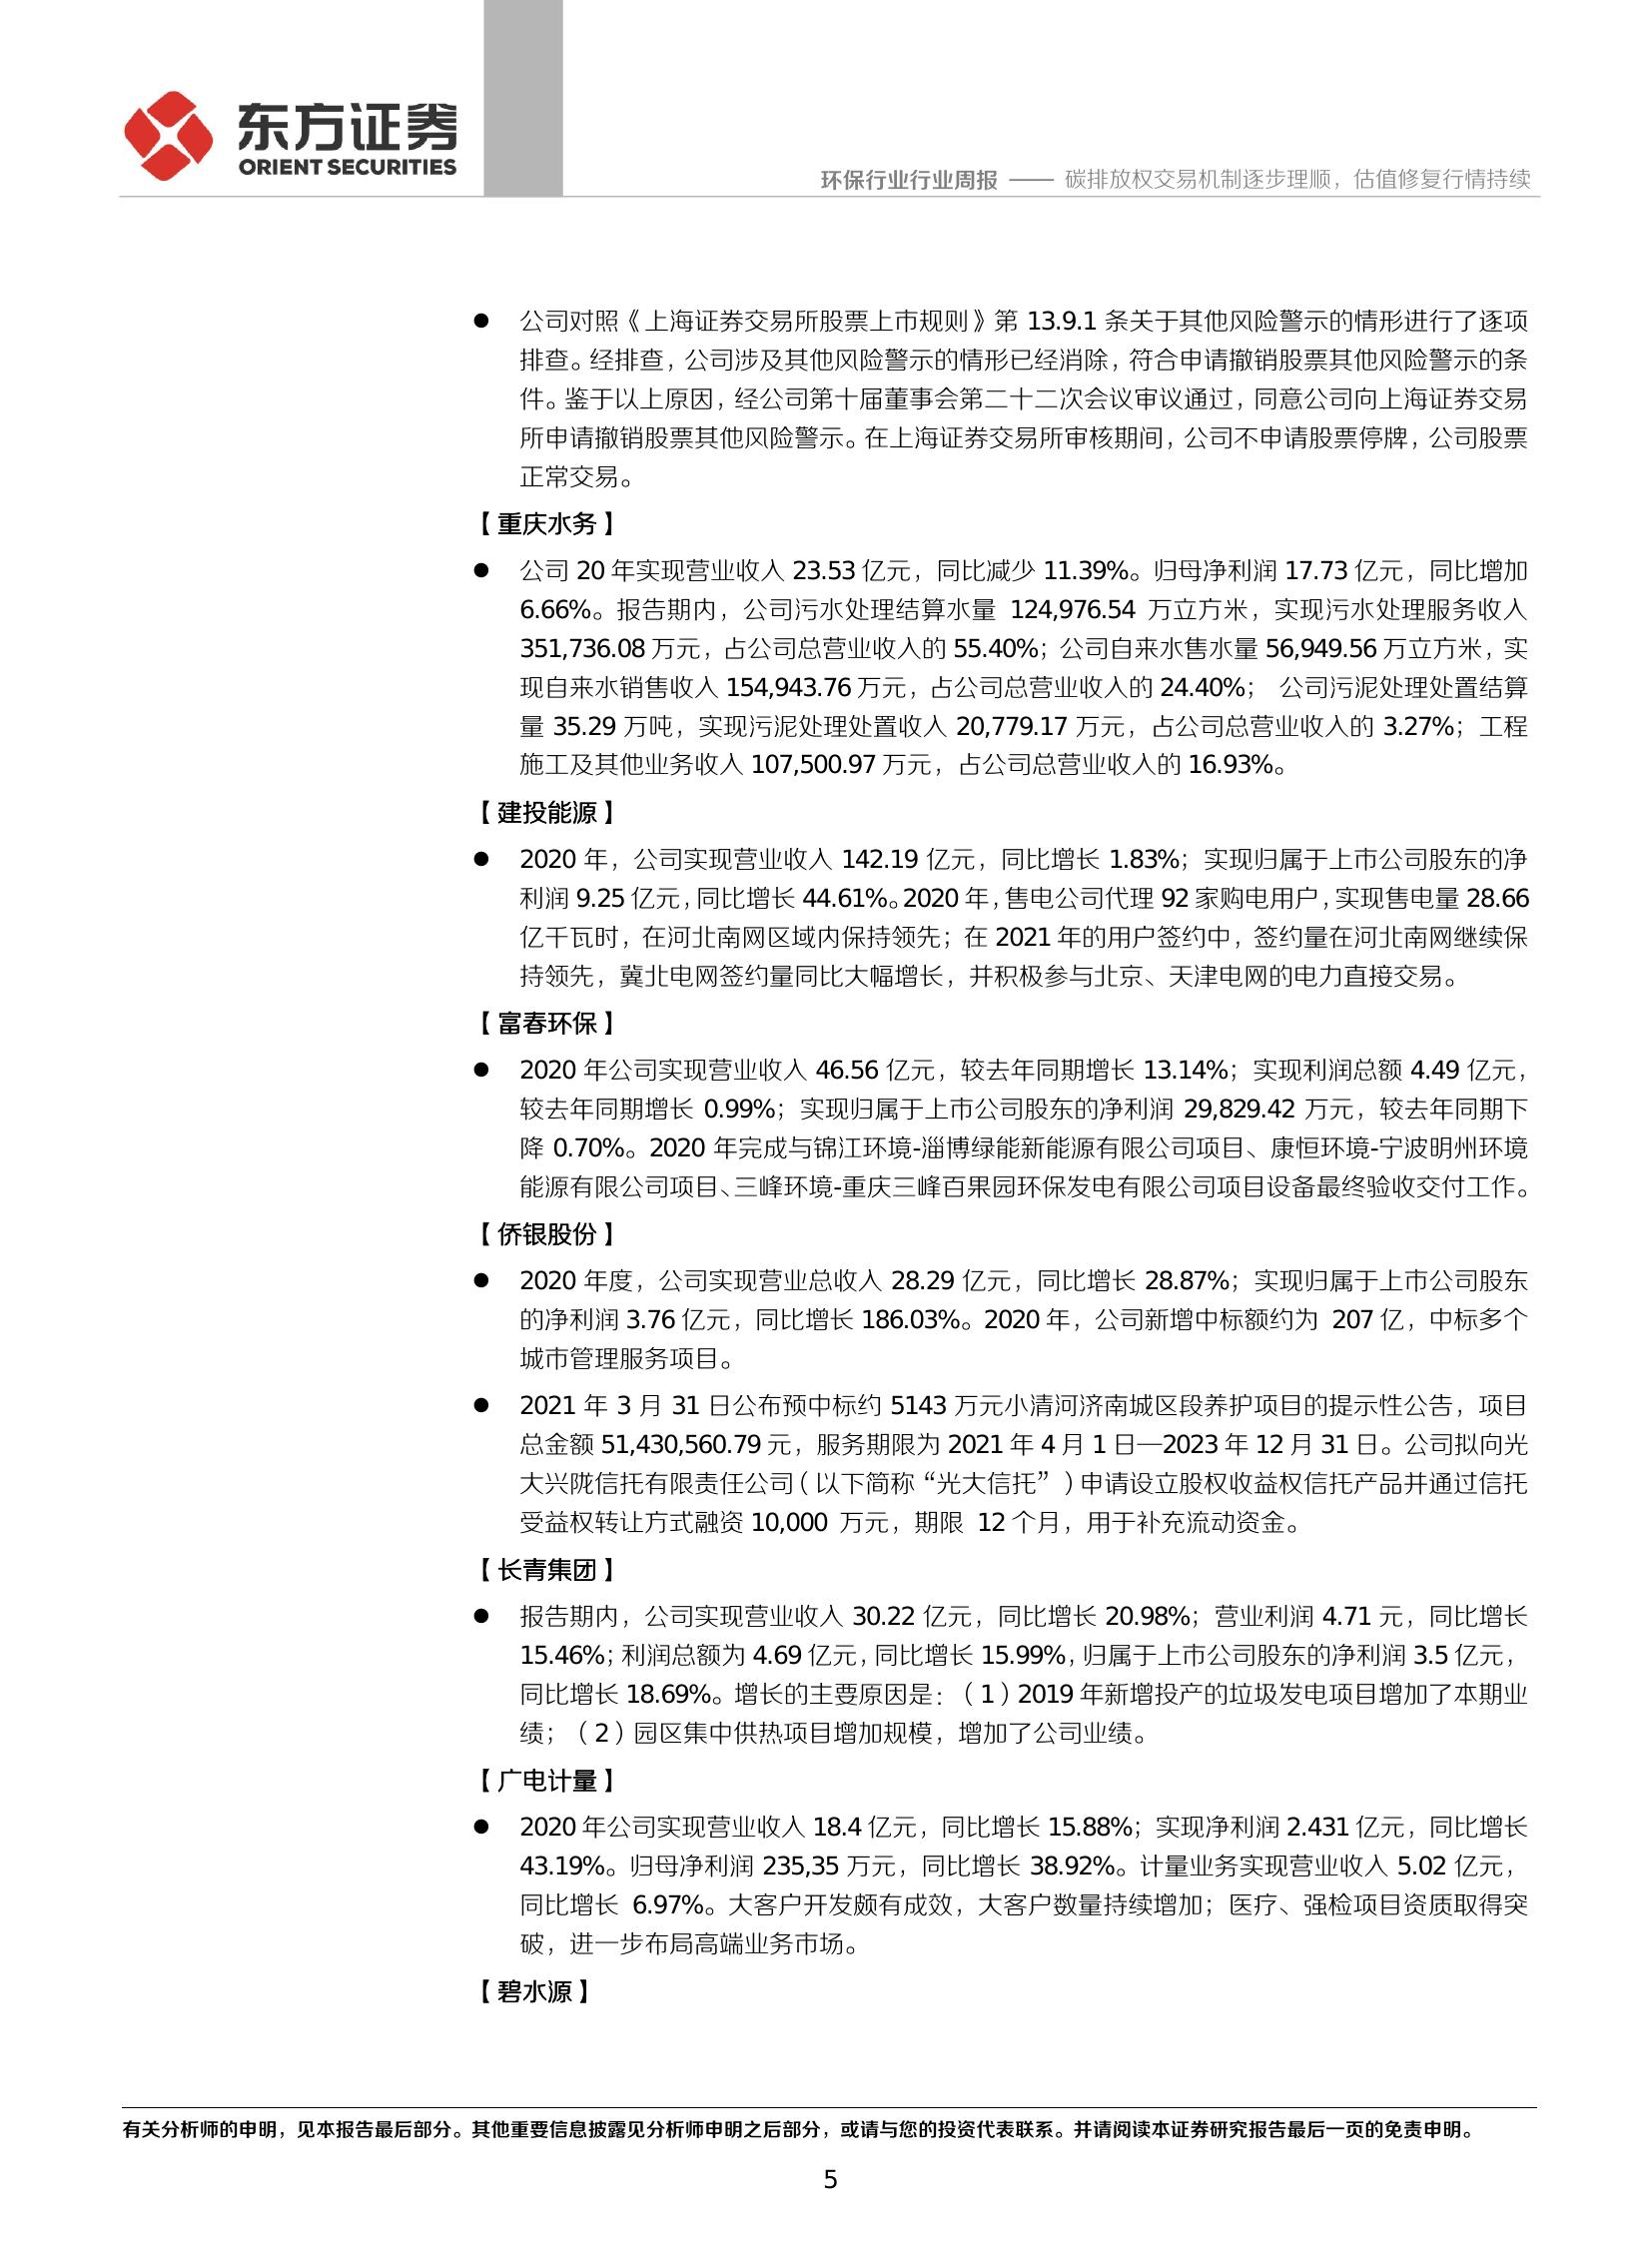 东方证券
ORIENT SECURITIES
环保行业行业周报 —— 碳排放权交易机制逐步理顺，估值修复行情持续
● 公司对照《上海证券交易所股票上市规则》第 13.9.1 条关于其他风险警示的情形进行了逐项
排查。经排查，公司涉及其他风险警示的情形已经消除，符合申请撤销股票其他风险警示的条
件。鉴于以上原因，经公司第十届董事会第二十二次会议审议通过，同意公司向上海证券交易
所申请撤销股票其他风险警示。在上海证券交易所审核期间，公司不申请股票停牌，公司股票
正常交易。
【重庆水务】
● 公司 20 年实现营业收入 23.53 亿元，同比减少 11.39%。归母净利润 17.73 亿元，同比增加
6.66%。报告期内，公司污水处理结算水量 124,976.54 万立方米，实现污水处理服务收入
351,736.08 万元，占公司总营业收入的 55.40%；公司自来水售水量 56,949.56 万立方米，实
现自来水销售收入 154,943.76 万元，占公司总营业收入的 24.40%； 公司污泥处理处置结算
量 35.29 万吨，实现污泥处理处置收入 20,779.17 万元，占公司总营业收入的 3.27%；工程
施工及其他业务收入 107,500.97 万元，占公司总营业收入的 16.93%。
【建投能源】
● 2020 年，公司实现营业收入 142.19 亿元，同比增长 1.83%；实现归属于上市公司股东的净
利润 9.25 亿元，同比增长 44.61%。2020 年，售电公司代理 92 家购电用户，实现售电量 28.66
亿千瓦时，在河北南网区域内保持领先；在 2021 年的用户签约中，签约量在河北南网继续保
持领先，冀北电网签约量同比大幅增长，并积极参与北京、天津电网的电力直接交易。
【富春环保】
● 2020 年公司实现营业收入 46.56 亿元，较去年同期增长 13.14%；实现利润总额 4.49 亿元，
较去年同期增长 0.99%；实现归属于上市公司股东的净利润 29,829.42 万元，较去年同期下
降 0.70%。2020 年完成与锦江环境-淄博绿能新能源有限公司项目、康恒环境-宁波明州环境
能源有限公司项目、三峰环境-重庆三峰百果园环保发电有限公司项目设备最终验收交付工作。
【侨银股份】
● 2020 年度，公司实现营业总收入 28.29 亿元，同比增长 28.87%；实现归属于上市公司股东
的净利润 3.76 亿元，同比增长 186.03%。2020 年，公司新增中标额约为 207 亿，中标多个
城市管理服务项目。
● 2021 年 3 月 31 日公布预中标约 5143 万元小清河济南城区段养护项目的提示性公告，项目
总金额 51,430,560.79 元，服务期限为 2021 年 4 月 1 日—2023 年 12 月 31 日。公司拟向光
大兴陇信托有限责任公司（以下简称“光大信托”）申请设立股权收益权信托产品并通过信托
受益权转让方式融资 10,000 万元，期限 12 个月，用于补充流动资金。
【长青集团】
● 报告期内，公司实现营业收入 30.22 亿元，同比增长 20.98%；营业利润 4.71 元，同比增长
15.46%；利润总额为 4.69 亿元，同比增长 15.99%，归属于上市公司股东的净利润 3.5 亿元，
同比增长 18.69%。增长的主要原因是：（1）2019 年新增投产的垃圾发电项目增加了本期业
绩；（2）园区集中供热项目增加规模，增加了公司业绩。
【广电计量】
● 2020 年公司实现营业收入 18.4 亿元，同比增长 15.88%；实现净利润 2.431 亿元，同比增长
43.19%。归母净利润 235,35 万元，同比增长 38.92%。计量业务实现营业收入 5.02 亿元，
同比增长 6.97%。大客户开发颇有成效，大客户数量持续增加；医疗、强检项目资质取得突
破，进一步布局高端业务市场。
【碧水源】
有关分析师的申明，见本报告最后部分。其他重要信息披露见分析师申明之后部分，或请与您的投资代表联系。并请阅读本证券研究报告最后一页的免责申明。
5